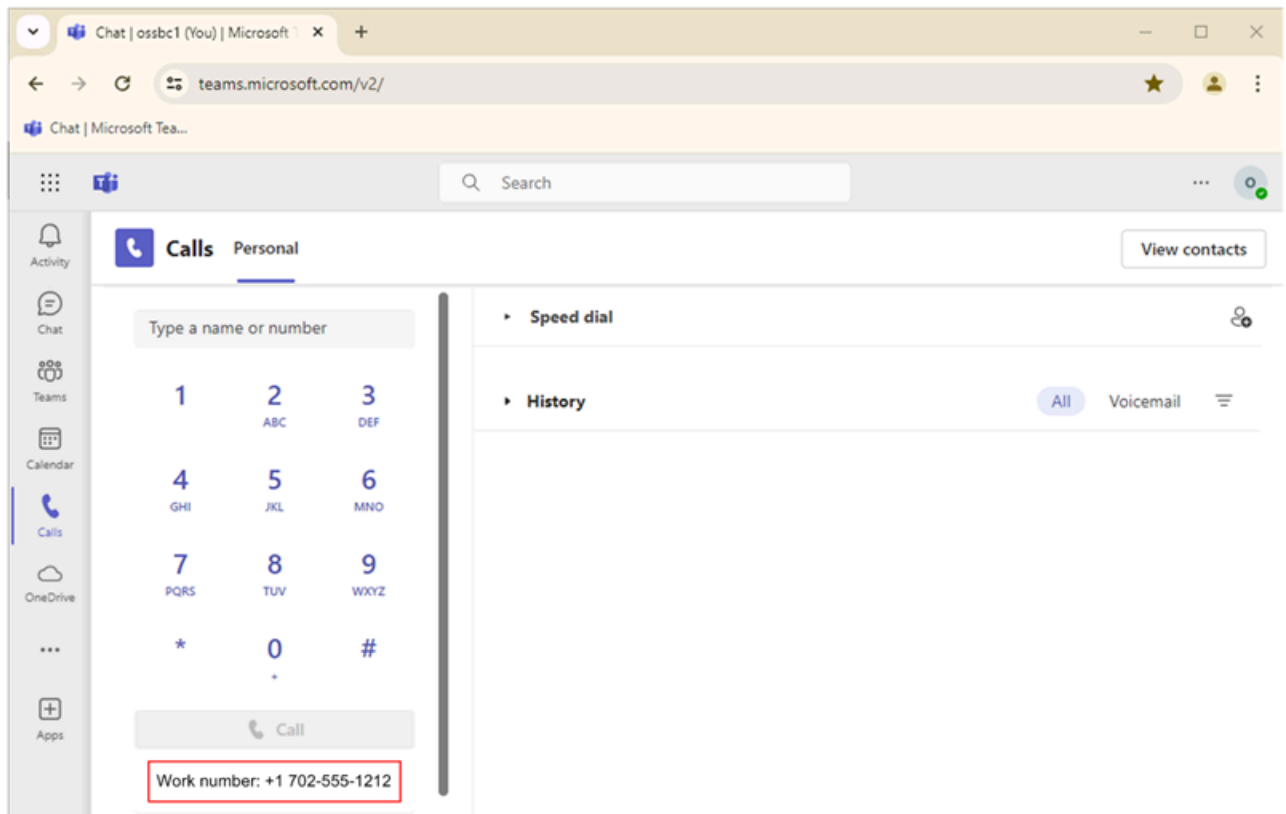 Chat | ossbc1 (You) | Microsoft T
teams.microsoft.com/v2/
Chat | Microsoft Tea...
Search
O
Activity
Chat
Teams
Calendar
Calls
OneDrive
Apps
Calls Personal
View contacts
Type a name or number
1 2 3
ABC DEF
4 5 6
GHI JKL MNO
7 8 9
PQRS TUV WXYZ
* 0 #
+
Call
Work number: +1 702-555-1212
Speed dial
History
All Voicemail